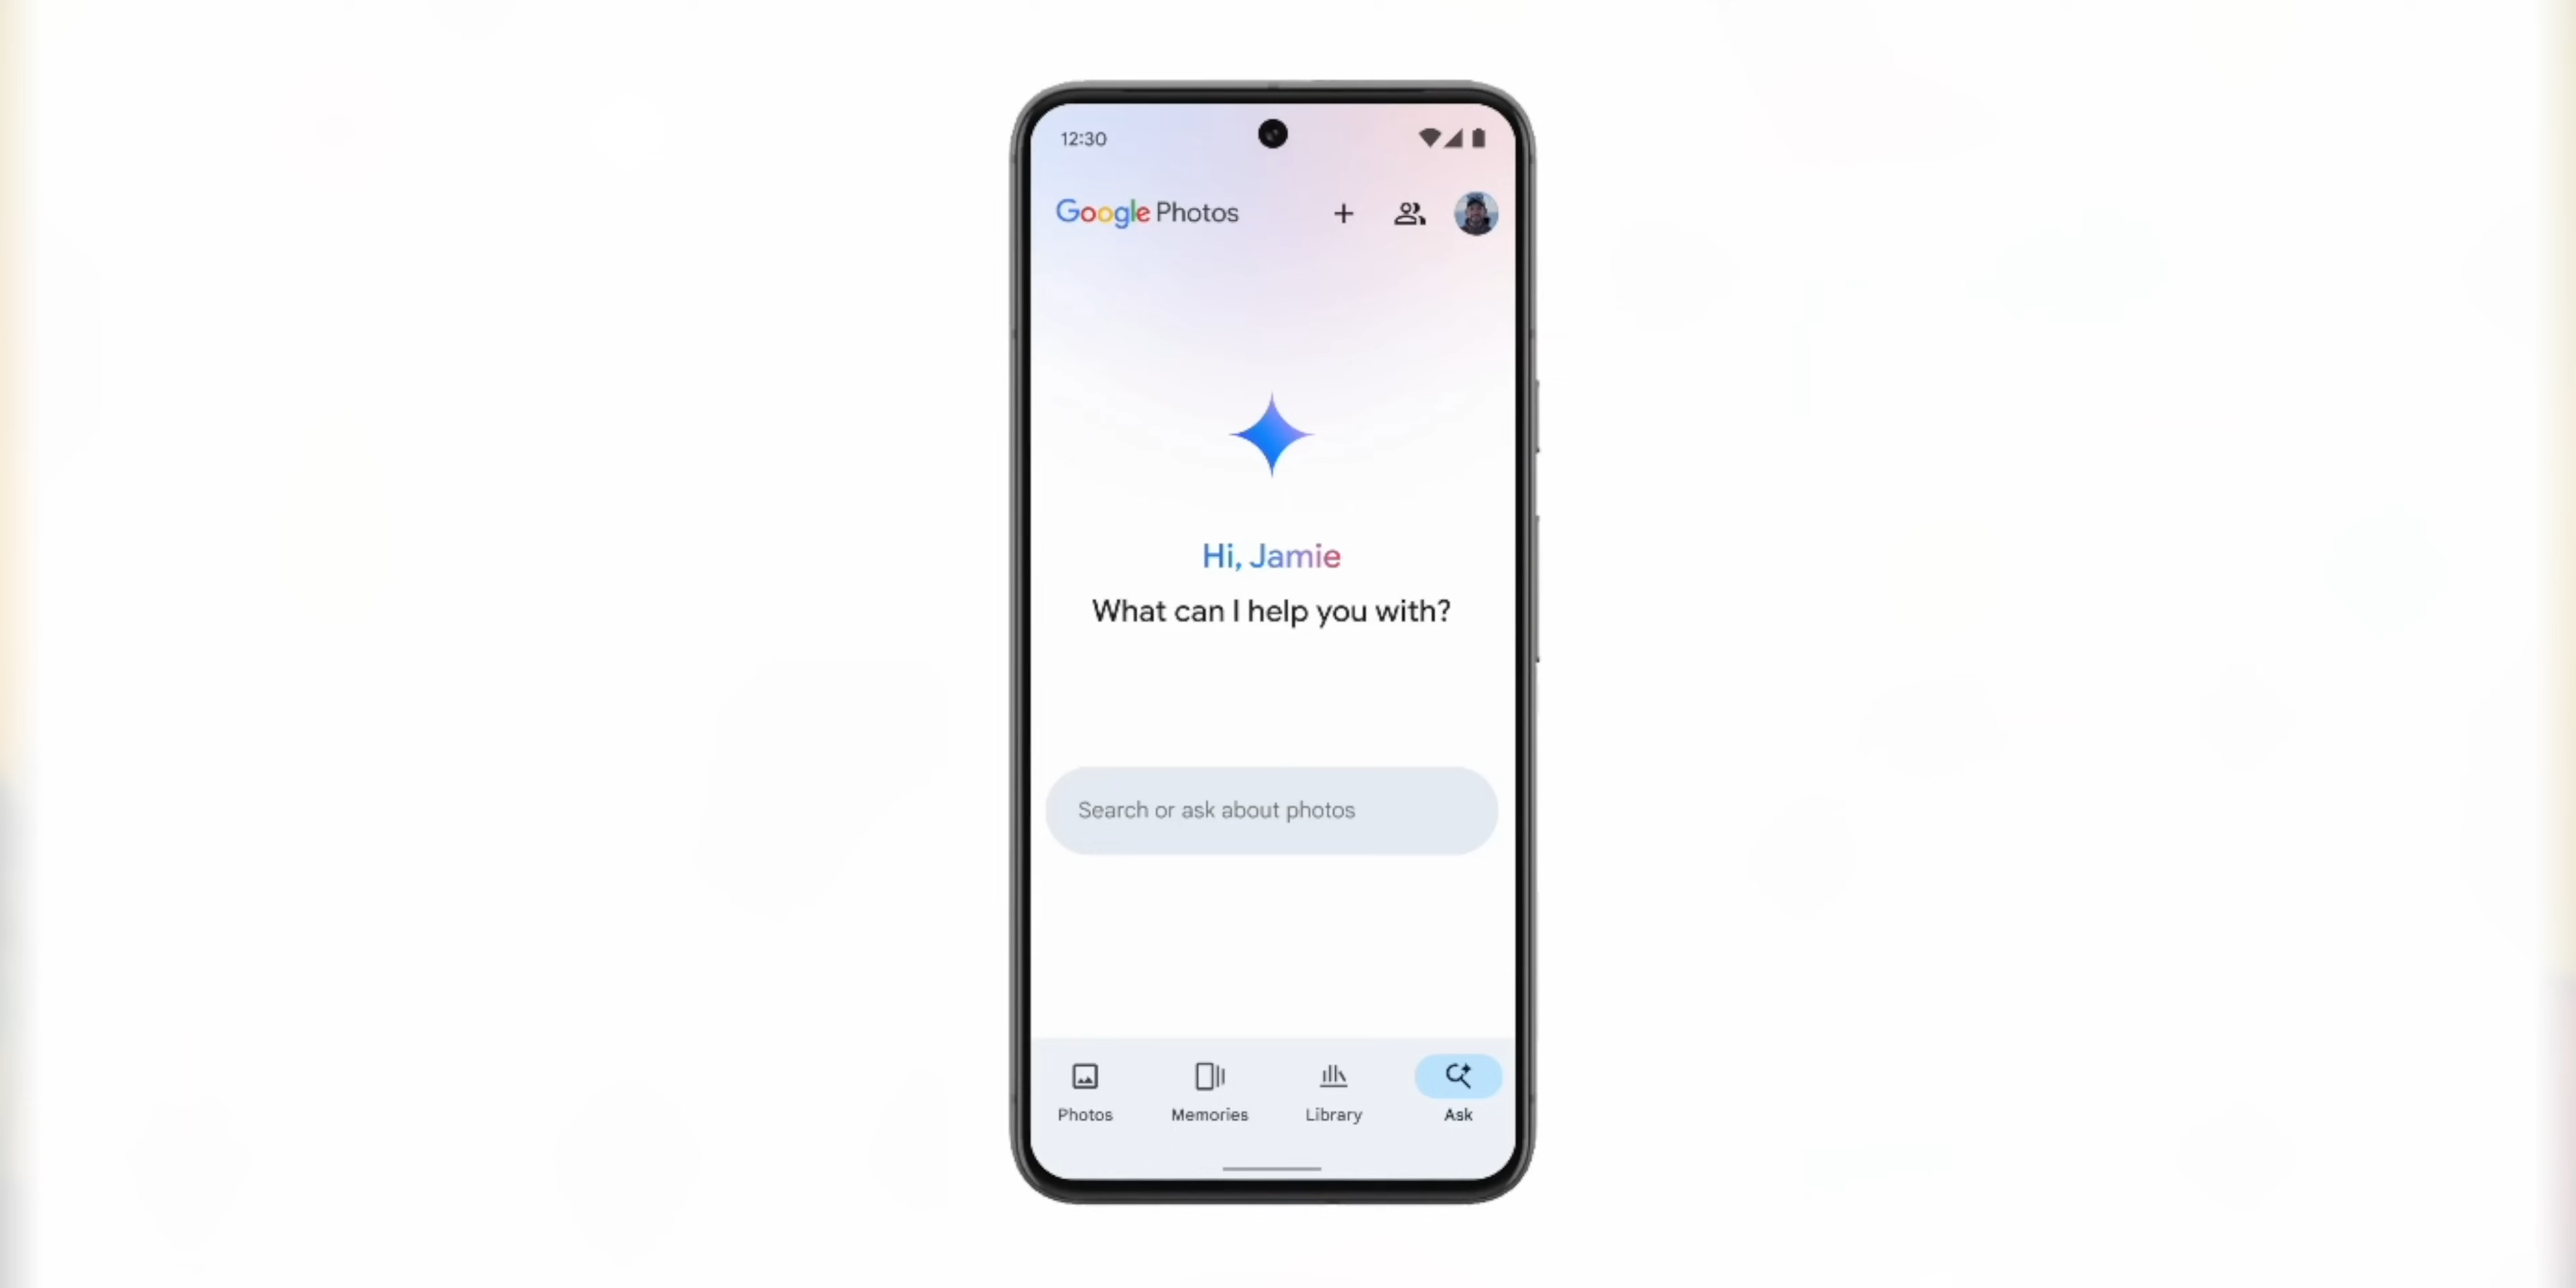 12:30
Google Photos
Hi, Jamie
What can I help you with?
Search or ask about photos
Photos
Memories
Library
Ask